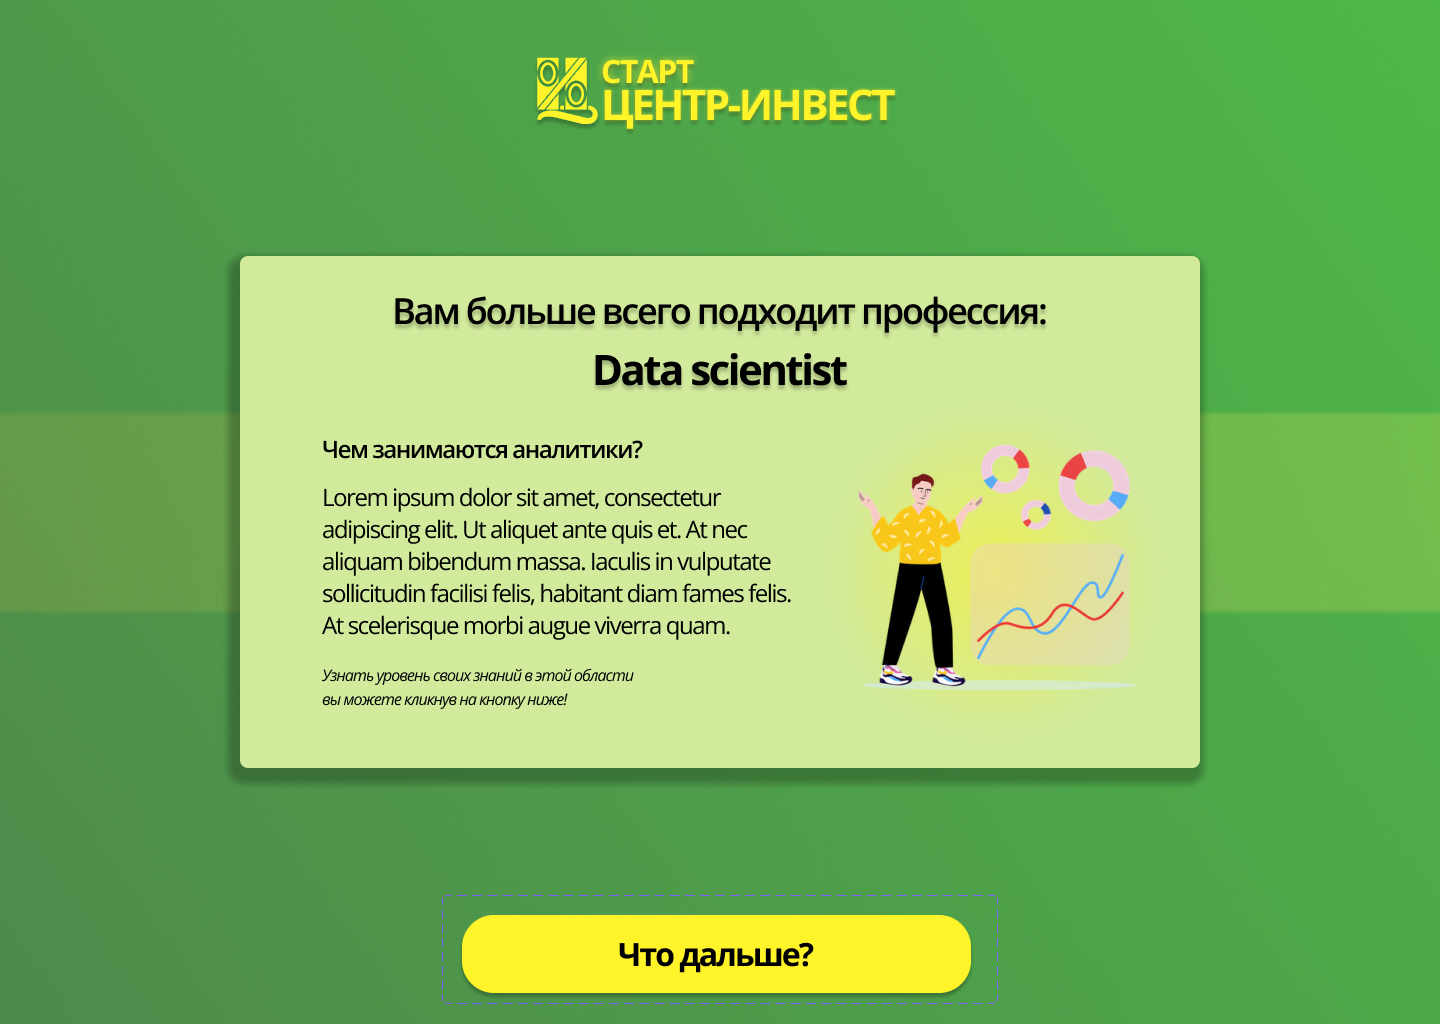 СТАРТ
ЦЕНТР-ИНВЕСТ
Вам больше всего подходит профессия:
Data scientist
Чем занимаются аналитики?
Lorem ipsum dolor sit amet, consectetur
adipiscing elit. Ut aliquet ante quis et. At nec
aliquam bibendum massa. Iaculis in vulputate
sollicitudin facilisi felis, habitant diam fames felis.
At scelerisque morbi augue viverra quam.
Узнать уровень своих знаний в этой области
вы можете кликнув на кнопку ниже!
Что дальше?